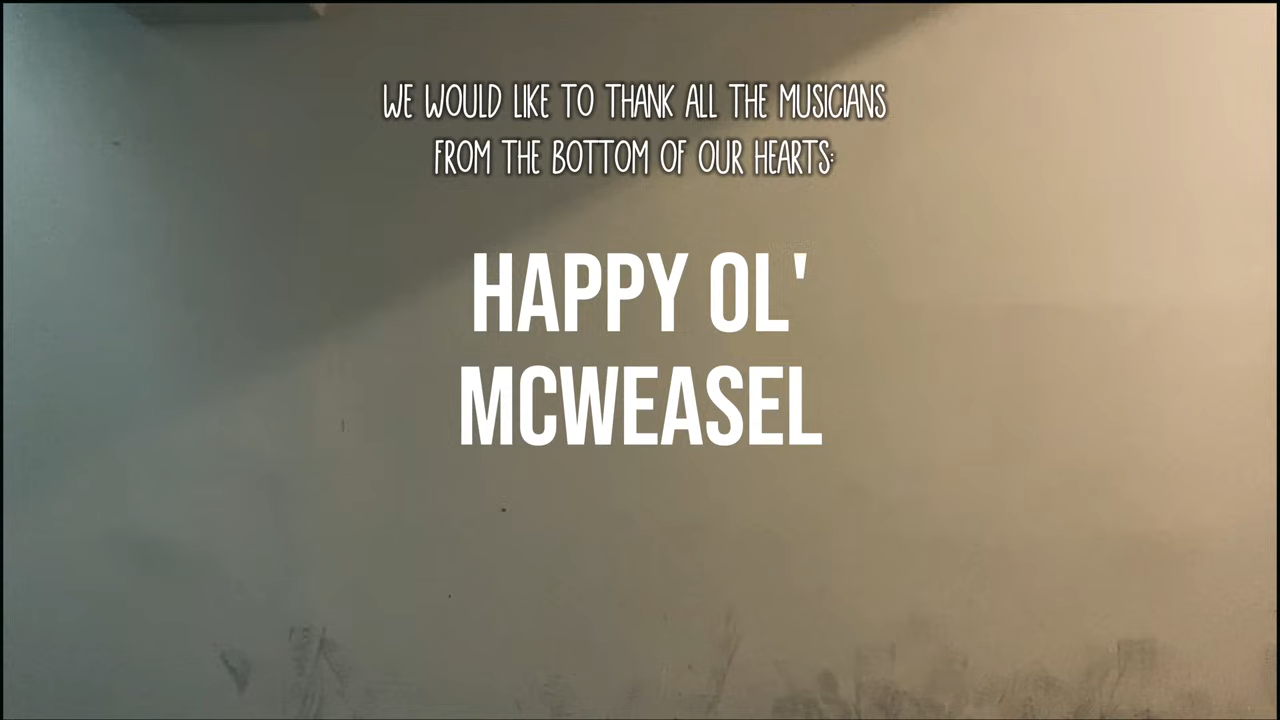 WE WOULD LIKE TO THANK ALL THE MUSICIANS
FROM THE BOTTOM OF OUR HEARTS:
HAPPY OL'
MCWEASEL